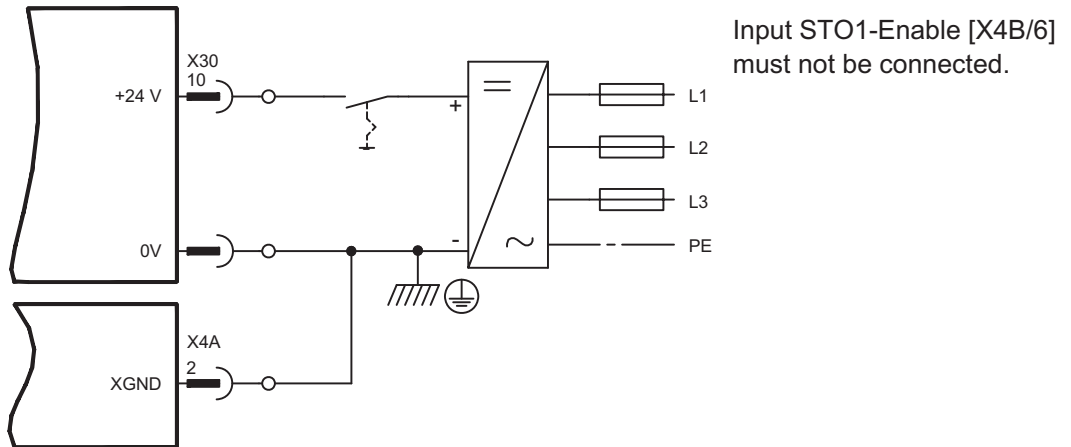 Input STO1-Enable [X4B/6]
must not be connected.
X30
10
+24 V
+
L1
L2
L3
0V
-
PE
X4A
2
XGND